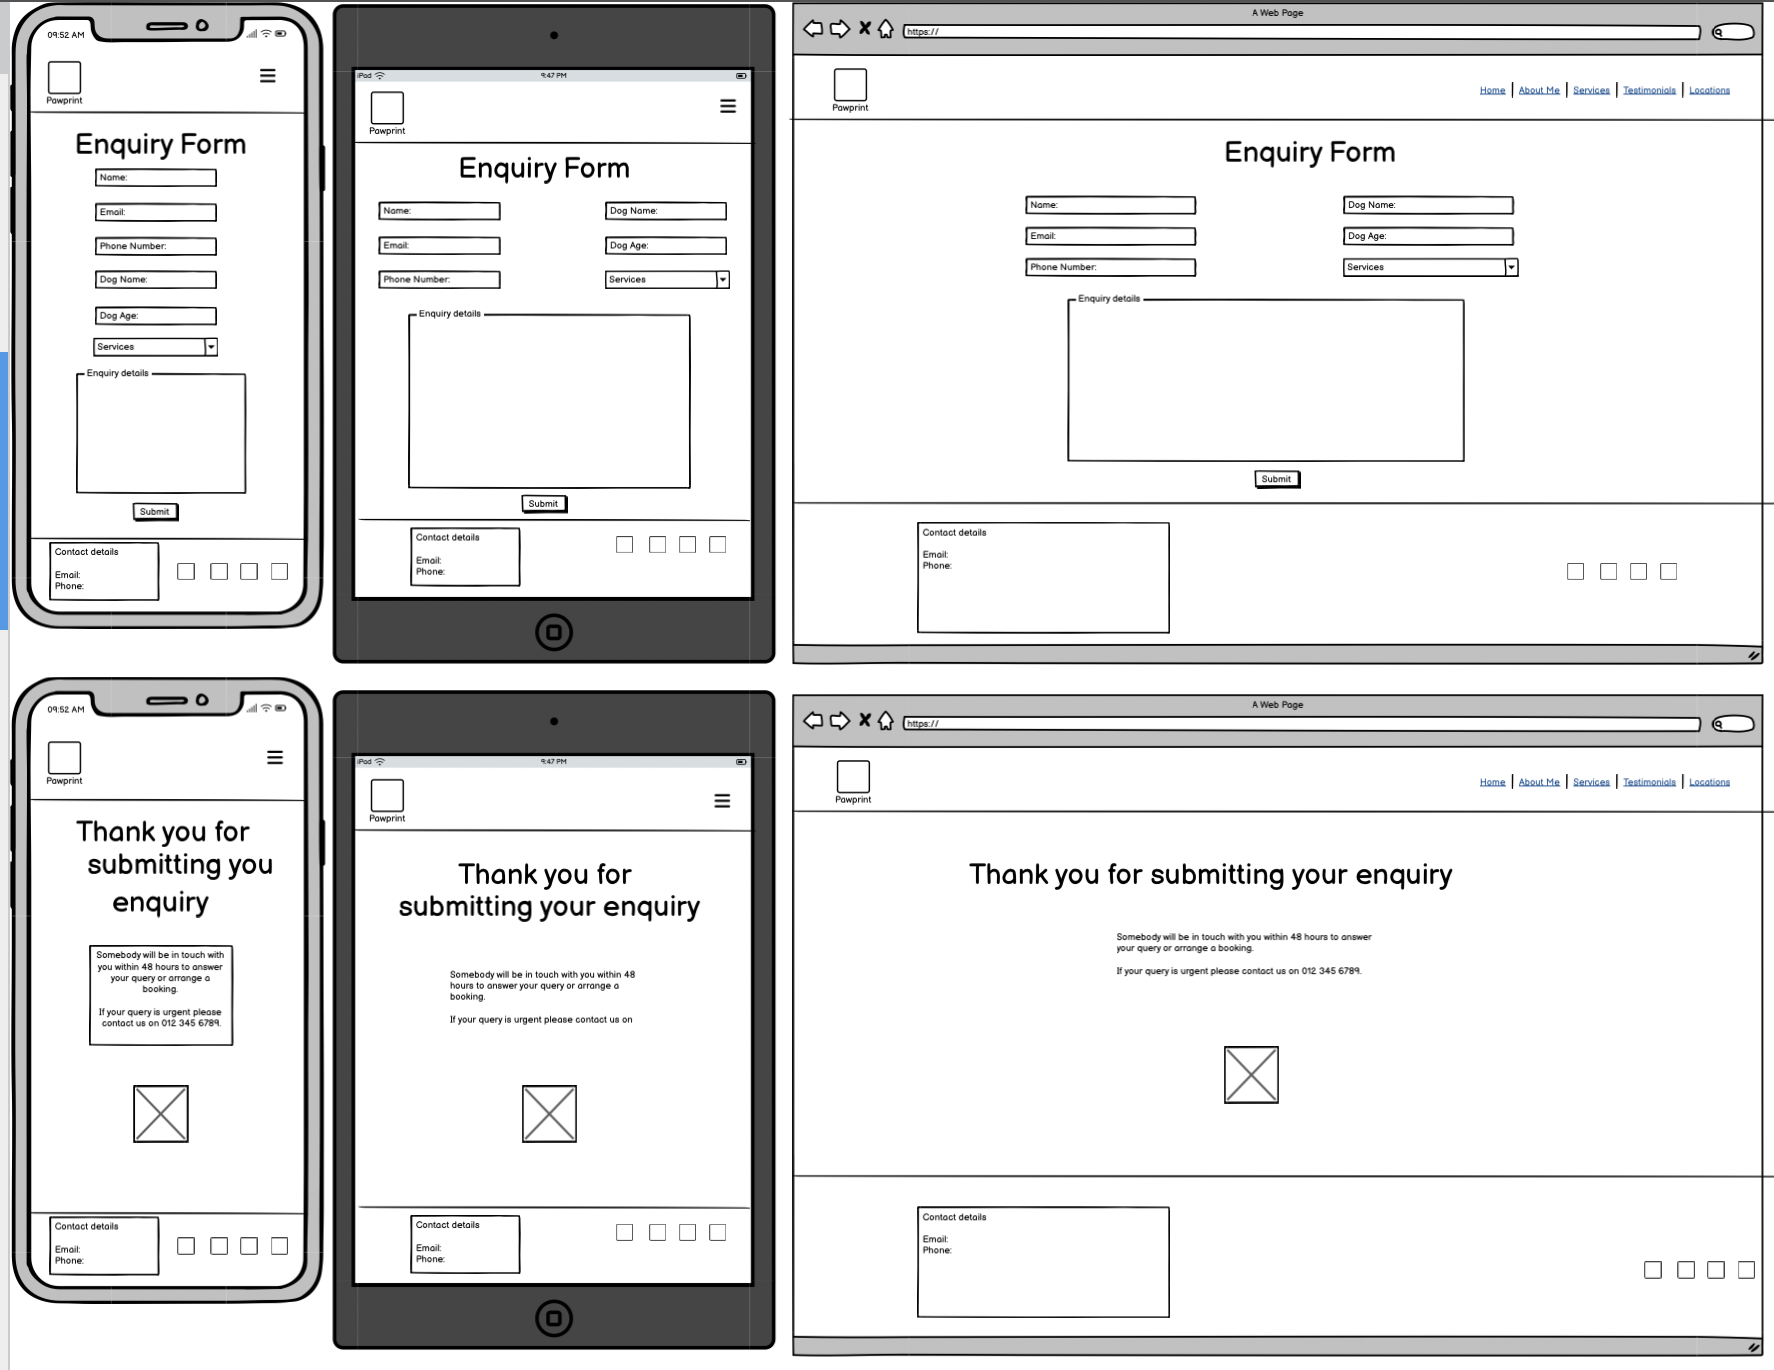 09:52 AM
Pawprint
Enquiry Form
Name:
Email:
Phone Number:
Dog Name:
Dog Age:
Services
Enquiry details
Submit
Contact details
Email:
Phone:
iPad
9:47 PM
Pawprint
Enquiry Form
Name:
Dog Name:
Email:
Dog Age:
Phone Number:
Services
Enquiry details
Submit
Contact details
Email:
Phone:
A Web Page
https://
Pawprint
Home | About Me | Services | Testimonials | Locations
Enquiry Form
Name:
Dog Name:
Email:
Dog Age:
Phone Number:
Services
Enquiry details
Submit
Contact details
Email:
Phone:
09:52 AM
Pawprint
Thank you for
submitting you
enquiry
Somebody will be in touch with
you within 48 hours to answer
your query or arrange a
booking.
If your query is urgent please
contact us on 012 345 6789.
Contact details
Email:
Phone:
iPad
9:47 PM
Pawprint
Thank you for
submitting your enquiry
Somebody will be in touch with you within 48
hours to answer your query or arrange a
booking.
If your query is urgent please contact us on
Contact details
Email:
Phone:
A Web Page
https://
Pawprint
Home | About Me | Services | Testimonials | Locations
Thank you for submitting your enquiry
Somebody will be in touch with you within 48 hours to answer
your query or arrange a booking.
If your query is urgent please contact us on 012 345 6789.
Contact details
Email:
Phone: